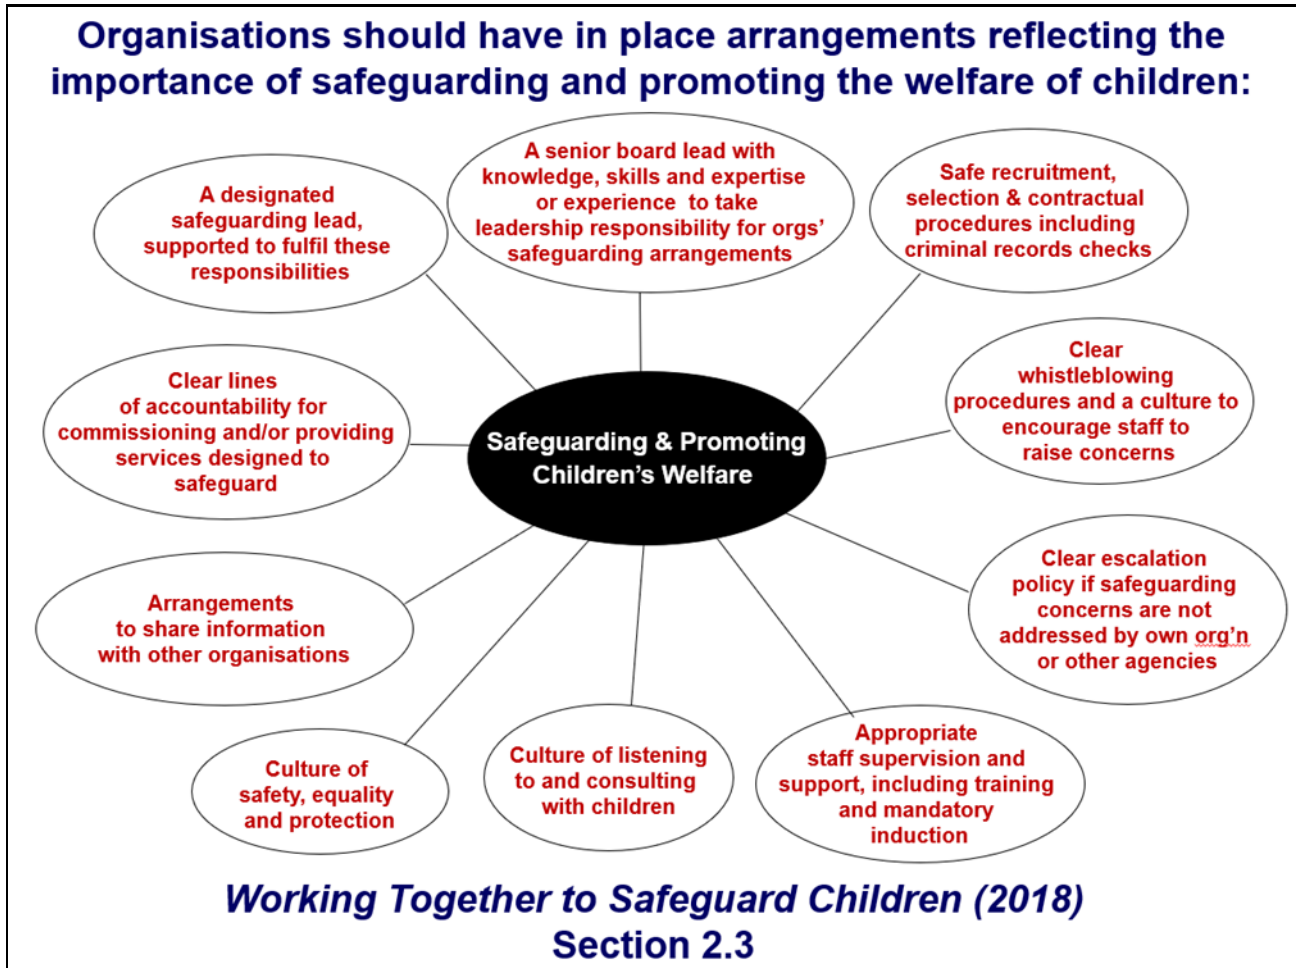 Organisations should have in place arrangements reflecting the
importance of safeguarding and promoting the welfare of children:
A designated
safeguarding lead,
supported to fulfil these
responsibilities
A senior board lead with
knowledge, skills and expertise
or experience to take
leadership responsibility for orgs’
safeguarding arrangements
Safe recruitment,
selection & contractual
procedures including
criminal records checks
Clear lines
of accountability for
commissioning and/or providing
services designed to
safeguard
Safeguarding & Promoting
Children’s Welfare
Clear
whistleblowing
procedures and a culture to
encourage staff to
raise concerns
Arrangements
to share information
with other organisations
Clear escalation
policy if safeguarding
concerns are not
addressed by own org’n
or other agencies
Culture of
safety, equality
and protection
Culture of listening
to and consulting
with children
Appropriate
staff supervision and
support, including training
and mandatory
induction
Working Together to Safeguard Children (2018)
Section 2.3